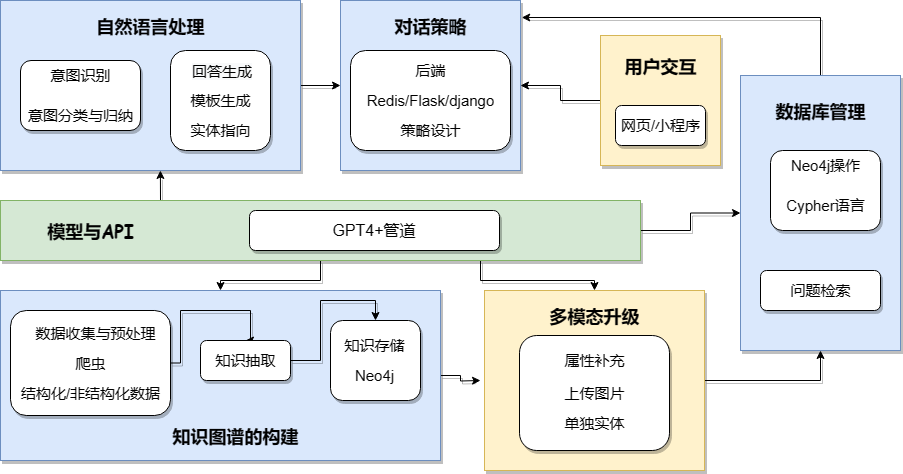 自然语言处理
意图识别
意图分类与归纳
回答生成
模板生成
实体指向
对话策略
后端
Redis/Flask/django
策略设计
用户交互
网页/小程序
数据库管理
Neo4j操作
Cypher语言
问题检索
模型与API
GPT4+管道
数据收集与预处理
爬虫
结构化/非结构化数据
知识抽取
知识存储
Neo4j
知识图谱的构建
多模态升级
属性补充
上传图片
单独实体